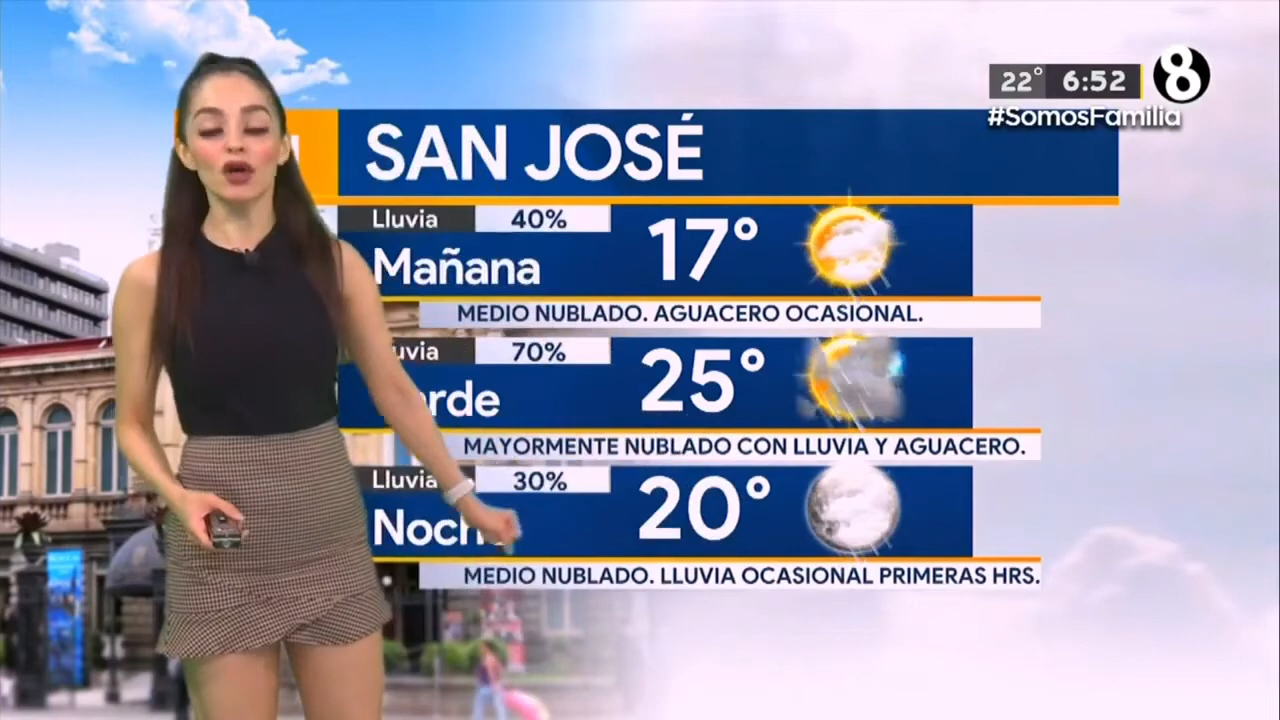 22° 6:52 8
#SomosFamilia
SAN JOSÉ
Lluvia 40%
Mañana 17°
MEDIO NUBLADO. AGUACERO OCASIONAL.
70%
25°
MAYORMENTE NUBLADO CON LLUVIA Y AGUACERO.
Lluvia 30%
20°
MEDIO NUBLADO. LLUVIA OCASIONAL PRIMERAS HRS.